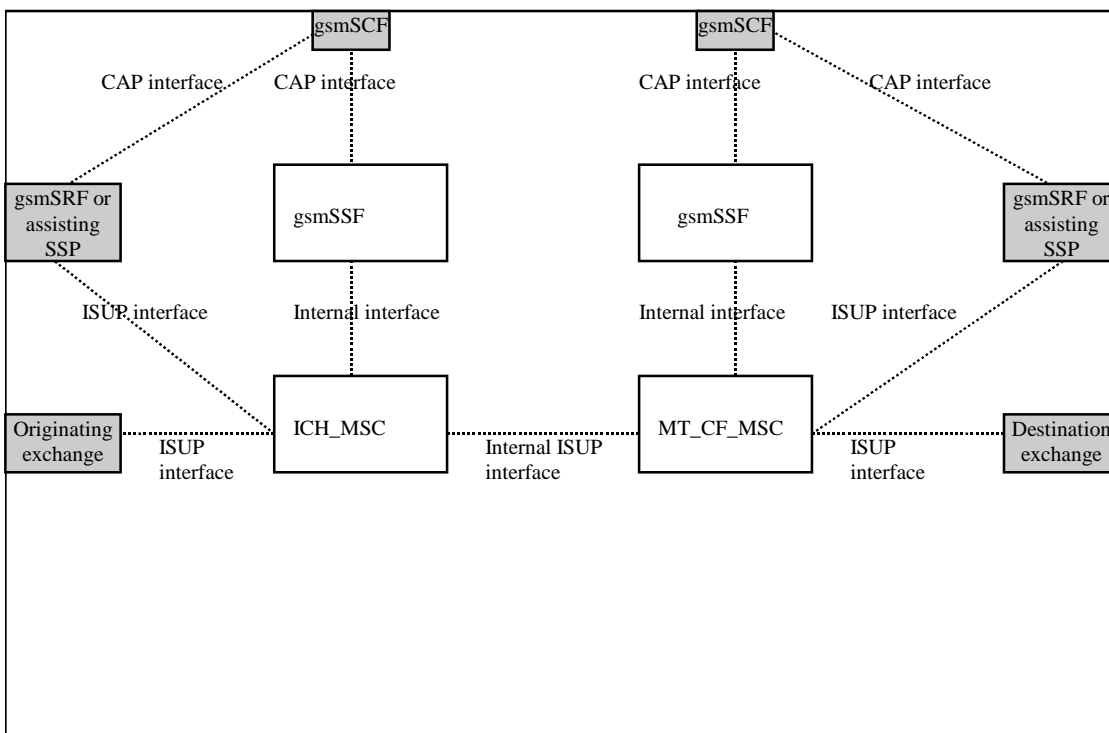 gsmSCF
gsmSCF
CAP interface
CAP interface
CAP interface
CAP interface
gsmSRF or
assisting
SSP
gsmSSF
gsmSSF
gsmSRF or
assisting
SSP
ISUP interface
Internal interface
Internal interface
ISUP interface
Originating
exchange
ISUP
interface
ICH_MSC
Internal ISUP
interface
MT_CF_MSC
ISUP
interface
Destination
exchange